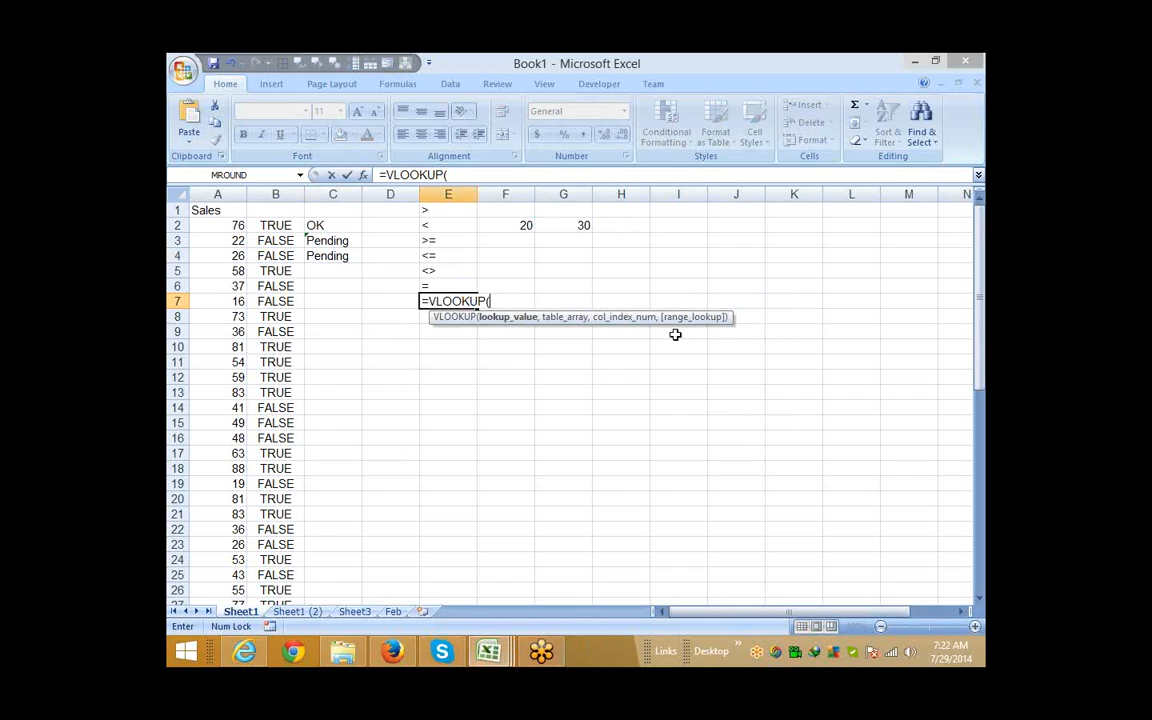 Book1 - Microsoft Excel
Home Insert Page Layout Formulas Data Review View Developer Team
Paste
11
General
Conditional Formatting
Format as Table
Cell Styles
Insert
Delete
Format
Sort & Filter
Find & Select
Clipboard Font Alignment Number Styles Cells Editing
MROUND =VLOOKUP(
A B C D E F G H I J K L M N
1 Sales >
2 76 TRUE OK < 20 30
3 22 FALSE Pending >=
4 26 FALSE Pending <=
5 58 TRUE <>
6 37 FALSE =
7 16 FALSE =VLOOKUP(
VLOOKUP(lookup_value, table_array, col_index_num, [range_lookup])
8 73 TRUE
9 36 FALSE
10 81 TRUE
11 54 TRUE
12 59 TRUE
13 83 TRUE
14 41 FALSE
15 49 FALSE
16 48 FALSE
17 63 TRUE
18 88 TRUE
19 19 FALSE
20 81 TRUE
21 83 TRUE
22 36 FALSE
23 26 FALSE
24 53 TRUE
25 43 FALSE
26 55 TRUE
27 77 TRUE
Sheet1 Sheet1 (2) Sheet3 Feb
Enter Num Lock 100%
Links Desktop 7:22 AM
7/29/2014